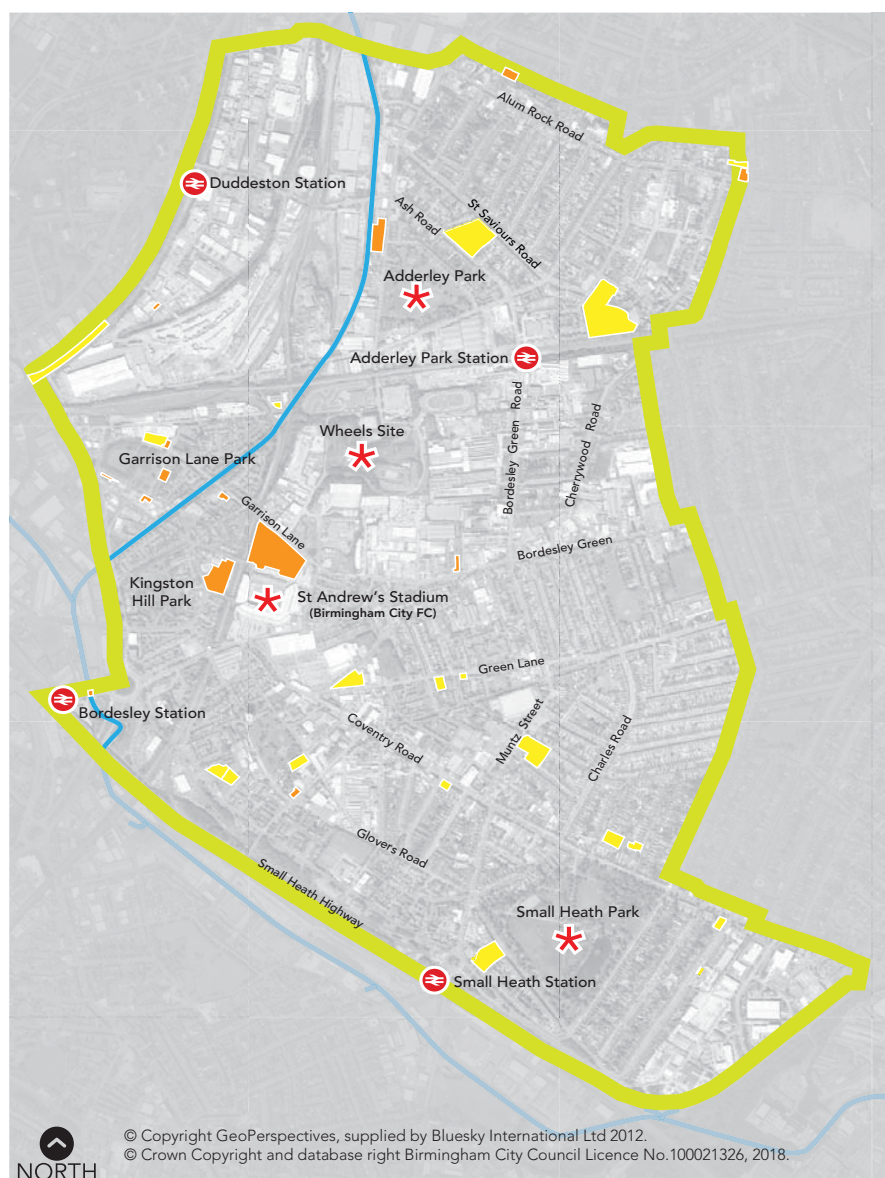 Alum Rock Road
Duddeston Station
Ash Road
St Saviours Road
Adderley Park
Adderley Park Station
Bordesley Green Road
Cherrywood Road
Wheels Site
Garrison Lane Park
Garrison Lane
Bordesley Green
Kingston
Hill Park
St Andrew's Stadium
(Birmingham City FC)
Green Lane
Bordesley Station
Coventry Road
Muntz Street
Charles Road
Glovers Road
Small Heath Highway
Small Heath Park
Small Heath Station
© Copyright GeoPerspectives, supplied by Bluesky International Ltd 2012.
© Crown Copyright and database right Birmingham City Council Licence No.100021326, 2018.
NORTH